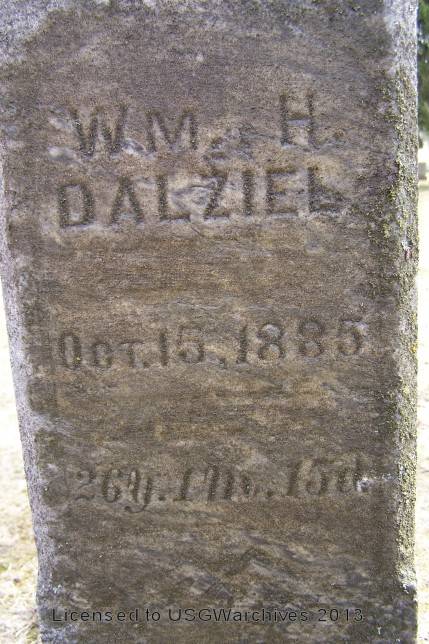 WM. H.
DALZIEL
OCT. 15, 1885
26y. 1m. 15d.
Licensed to USGWarchives 2013